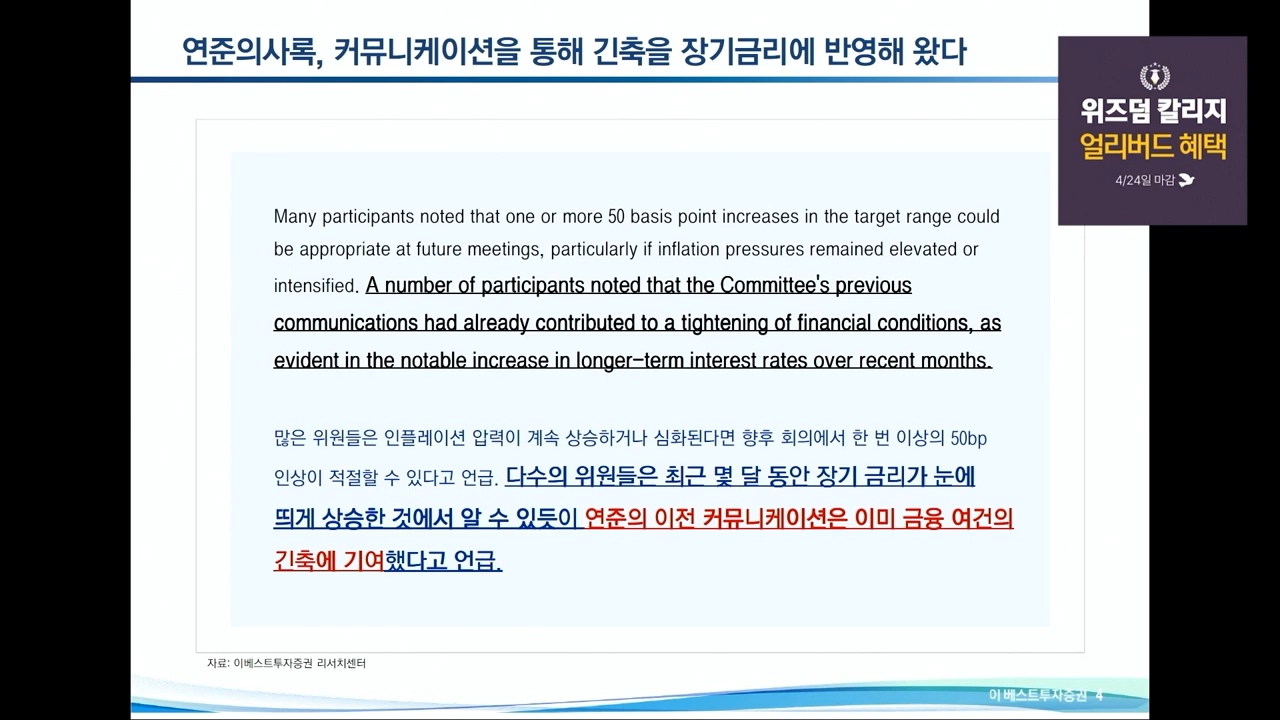 연준의사록, 커뮤니케이션을 통해 긴축을 장기금리에 반영해 왔다
위즈덤 칼리지
얼리버드 혜택
4/24일 마감
Many participants noted that one or more 50 basis point increases in the target range could
be appropriate at future meetings, particularly if inflation pressures remained elevated or
intensified. A number of participants noted that the Committee's previous
communications had already contributed to a tightening of financial conditions, as
evident in the notable increase in longer-term interest rates over recent months.
많은 위원들은 인플레이션 압력이 계속 상승하거나 심화된다면 향후 회의에서 한 번 이상의 50bp
인상이 적절할 수 있다고 언급. 다수의 위원들은 최근 몇 달 동안 장기 금리가 눈에
띄게 상승한 것에서 알 수 있듯이 연준의 이전 커뮤니케이션은 이미 금융 여건의
긴축에 기여했다고 언급.
자료: 이베스트투자증권 리서치센터
이베스트투자증권 4